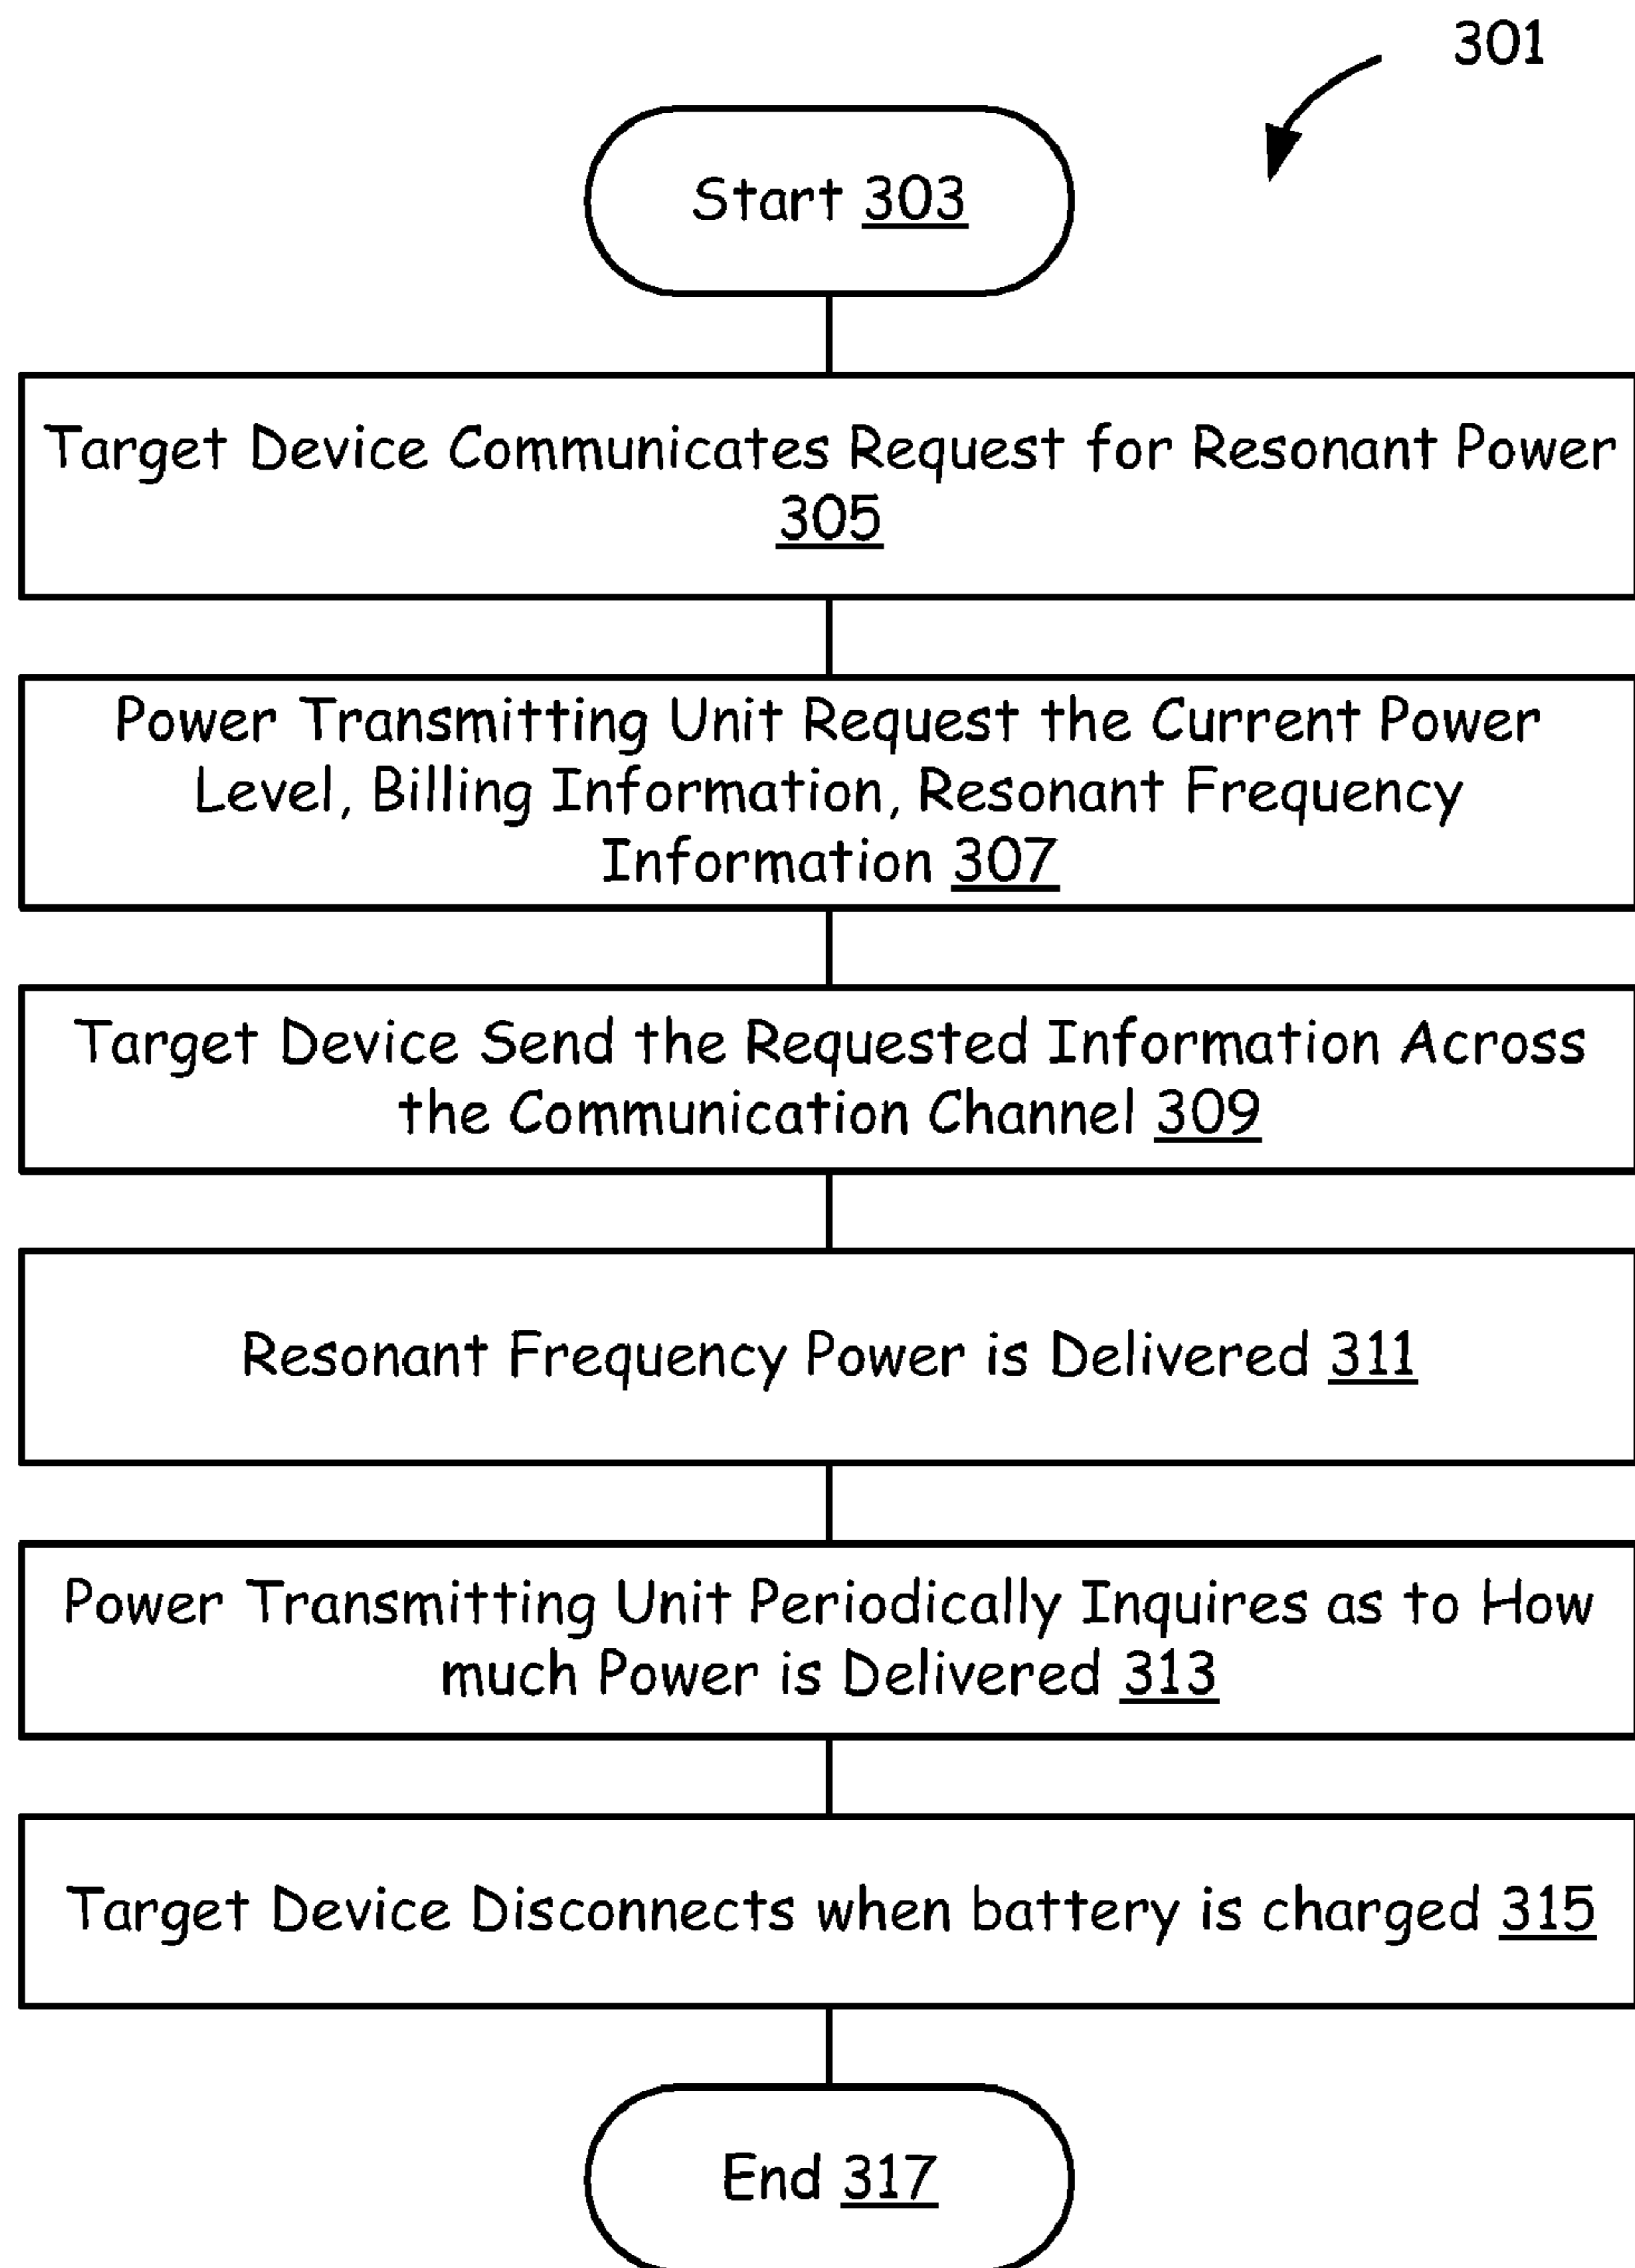 301
Start 303
Target Device Communicates Request for Resonant Power
305
Power Transmitting Unit Request the Current Power
Level, Billing Information, Resonant Frequency
Information 307
Target Device Send the Requested Information Across
the Communication Channel 309
Resonant Frequency Power is Delivered 311
Power Transmitting Unit Periodically Inquires as to How
much Power is Delivered 313
Target Device Disconnects when battery is charged 315
End 317